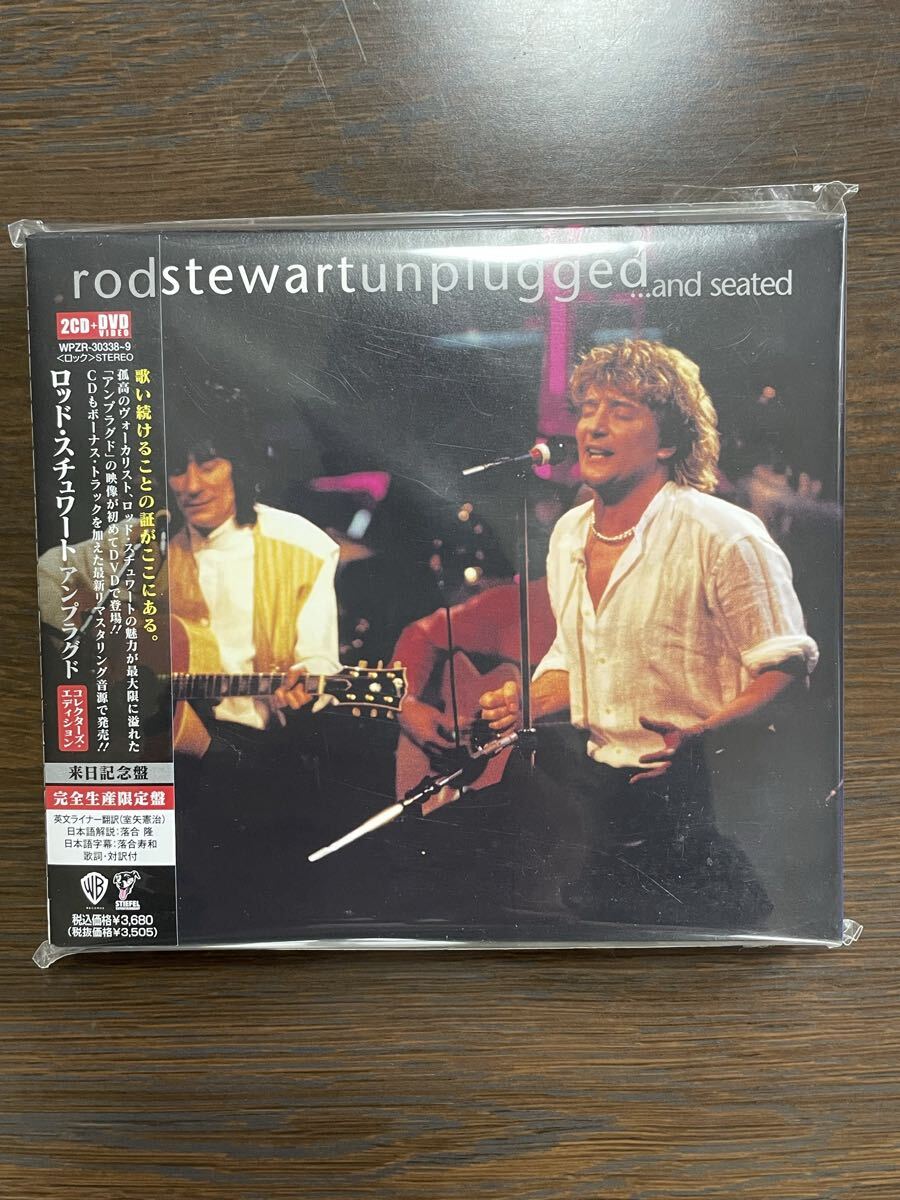 rodstewartunplugged
...and seated
2CD+DVD
VIDEO
WPZR-30338~9
<ロック>STEREO
歌い続けることの証がここにある。
孤高のヴォーカリスト、ロッド・スチュワートの魅力が最大限に溢れた
「アンプラグド」の映像が初めてDVDで登場!!
CDもボーナス・トラックを加えた最新リマスタリング音源で発売!!
ロッド・スチュワート アンプラグド
コレクターズ・
エディション
来日記念盤
完全生産限定盤
英文ライナー翻訳(室矢憲治)
日本語解説:落合 隆
日本語字幕:落合寿和
歌詞・対訳付
WB
RECORDS
STIEFEL
税込価格¥3,680
(税抜価格¥3,505)